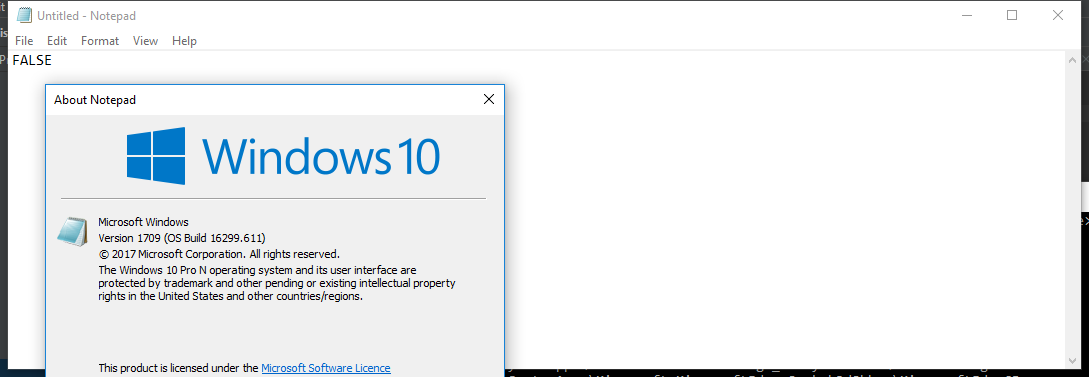 Untitled - Notepad
File Edit Format View Help
FALSE
About Notepad
Windows 10
Microsoft Windows
Version 1709 (OS Build 16299.611)
© 2017 Microsoft Corporation. All rights reserved.
The Windows 10 Pro N operating system and its user interface are
protected by trademark and other pending or existing intellectual property
rights in the United States and other countries/regions.
This product is licensed under the Microsoft Software Licence